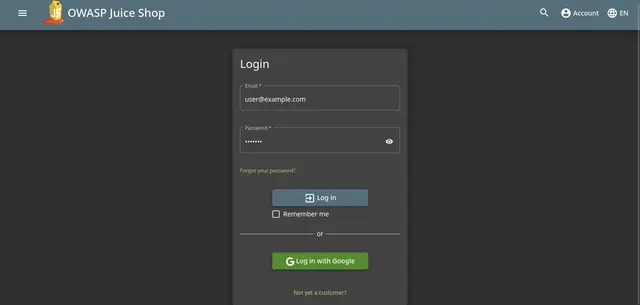 OWASP Juice Shop
Account
EN
Login
Email *
user@example.com
Password *
•••••••
Forgot your password?
Log in
Remember me
or
G Log in with Google
Not yet a customer?